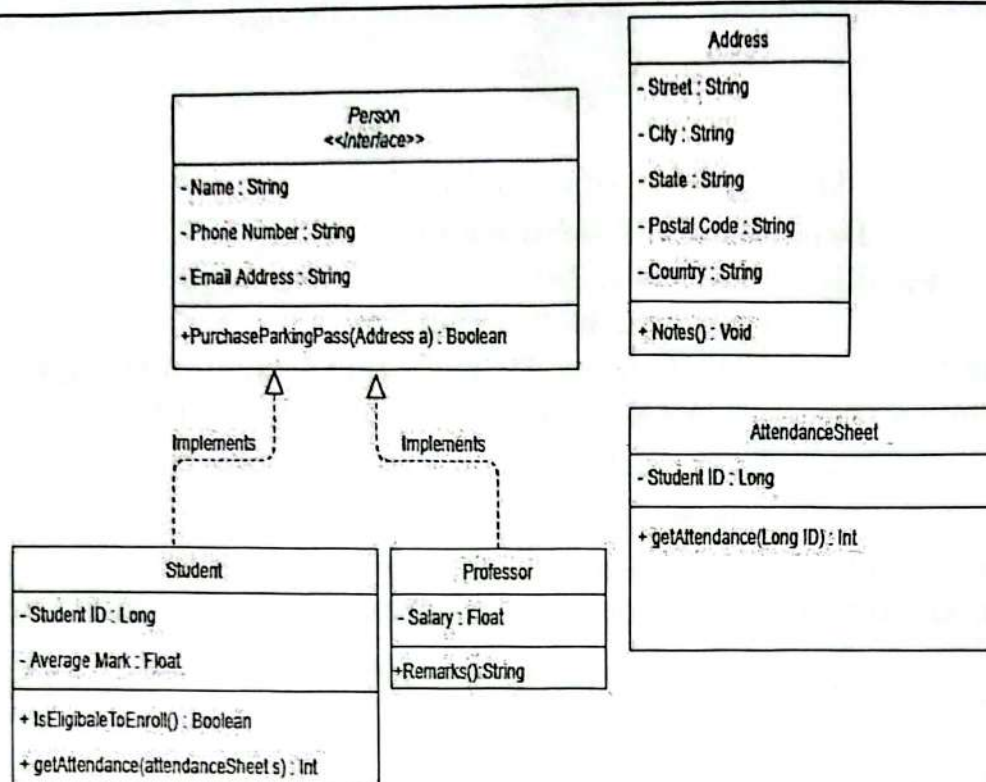 Person
<<Interface>>
- Name : String
- Phone Number : String
- Email Address : String
+PurchaseParkingPass(Address a) : Boolean
Address
- Street : String
- City : String
- State : String
- Postal Code : String
- Country : String
+ Notes() : Void
Implements
Implements
AttendanceSheet
- Student ID : Long
+ getAttendance(Long ID) : Int
Student
- Student ID : Long
- Average Mark : Float
+ IsEligibaleToEnroll() : Boolean
+ getAttendance(attendanceSheet s) : Int
Professor
- Salary : Float
+Remarks():String